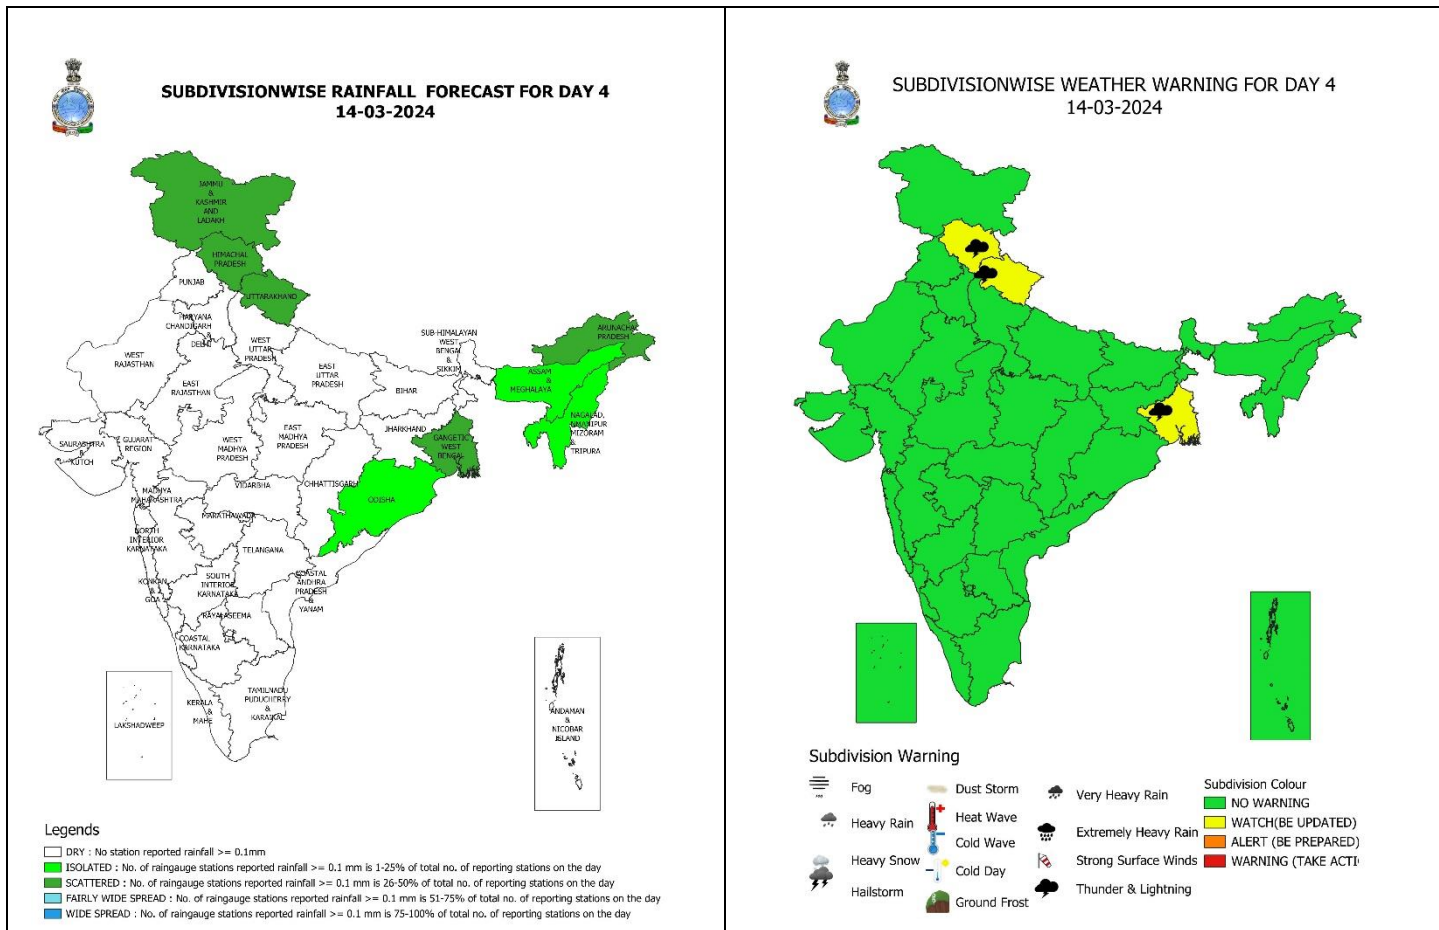 SUBDIVISIONWISE RAINFALL FORECAST FOR DAY 4
14-03-2024
JAMMU
&
KASHMIR
AND
LADAKH
HIMACHAL
PRADESH
PUNJAB
UTTARAKHAND
HARYANA
CHANDIGARH
&
DELHI
WEST
UTTAR
PRADESH
SUB-HIMALAYAN
WEST
BENGAL
&
SIKKIM
ARUNACHAL
PRADESH
WEST
RAJASTHAN
EAST
UTTAR
PRADESH
ASSAM
&
MEGHALAYA
EAST
RAJASTHAN
BIHAR
NAGALAD,
MANIPUR
MIZORAM
&
TRIPURA
SAURASHTRA
&
KUTCH
GUJARAT
REGION
WEST
MADHYA
PRADESH
EAST
MADHYA
PRADESH
JHARKHAND
GANGETIC
WEST
BENGAL
VIDARBHA
CHHATTISGARH
ODISHA
MADHYA
MAHARASHTRA
MARATHAWADA
NORTH
INTERIOR
KARNATAKA
TELANGANA
KONKAN
&
GOA
SOUTH
INTERIOR
KARNATAKA
COASTAL
ANDHRA
PRADESH
&
YANAM
RAYALASEEMA
COASTAL
KARNATAKA
TAMILNADU
PUDUCHERRY
&
KARAIKAL
KERALA
&
MAHE
LAKSHADWEEP
ANDAMAN
&
NICOBAR
ISLAND
Legends
DRY : No station reported rainfall >= 0.1mm
ISOLATED : No. of raingauge stations reported rainfall >= 0.1 mm is 1-25% of total no. of reporting stations on the day
SCATTERED : No. of raingauge stations reported rainfall >= 0.1 mm is 26-50% of total no. of reporting stations on the day
FAIRLY WIDE SPREAD : No. of raingauge stations reported rainfall >= 0.1 mm is 51-75% of total no. of reporting stations on the day
WIDE SPREAD : No. of raingauge stations reported rainfall >= 0.1 mm is 75-100% of total no. of reporting stations on the day
SUBDIVISIONWISE WEATHER WARNING FOR DAY 4
14-03-2024
Subdivision Warning
Fog
Heavy Rain
Heavy Snow
Hailstorm
Dust Storm
Heat Wave
Cold Wave
Cold Day
Ground Frost
Very Heavy Rain
Extremely Heavy Rain
Strong Surface Winds
Thunder & Lightning
Subdivision Colour
NO WARNING
WATCH(BE UPDATED)
ALERT (BE PREPARED)
WARNING (TAKE ACTI